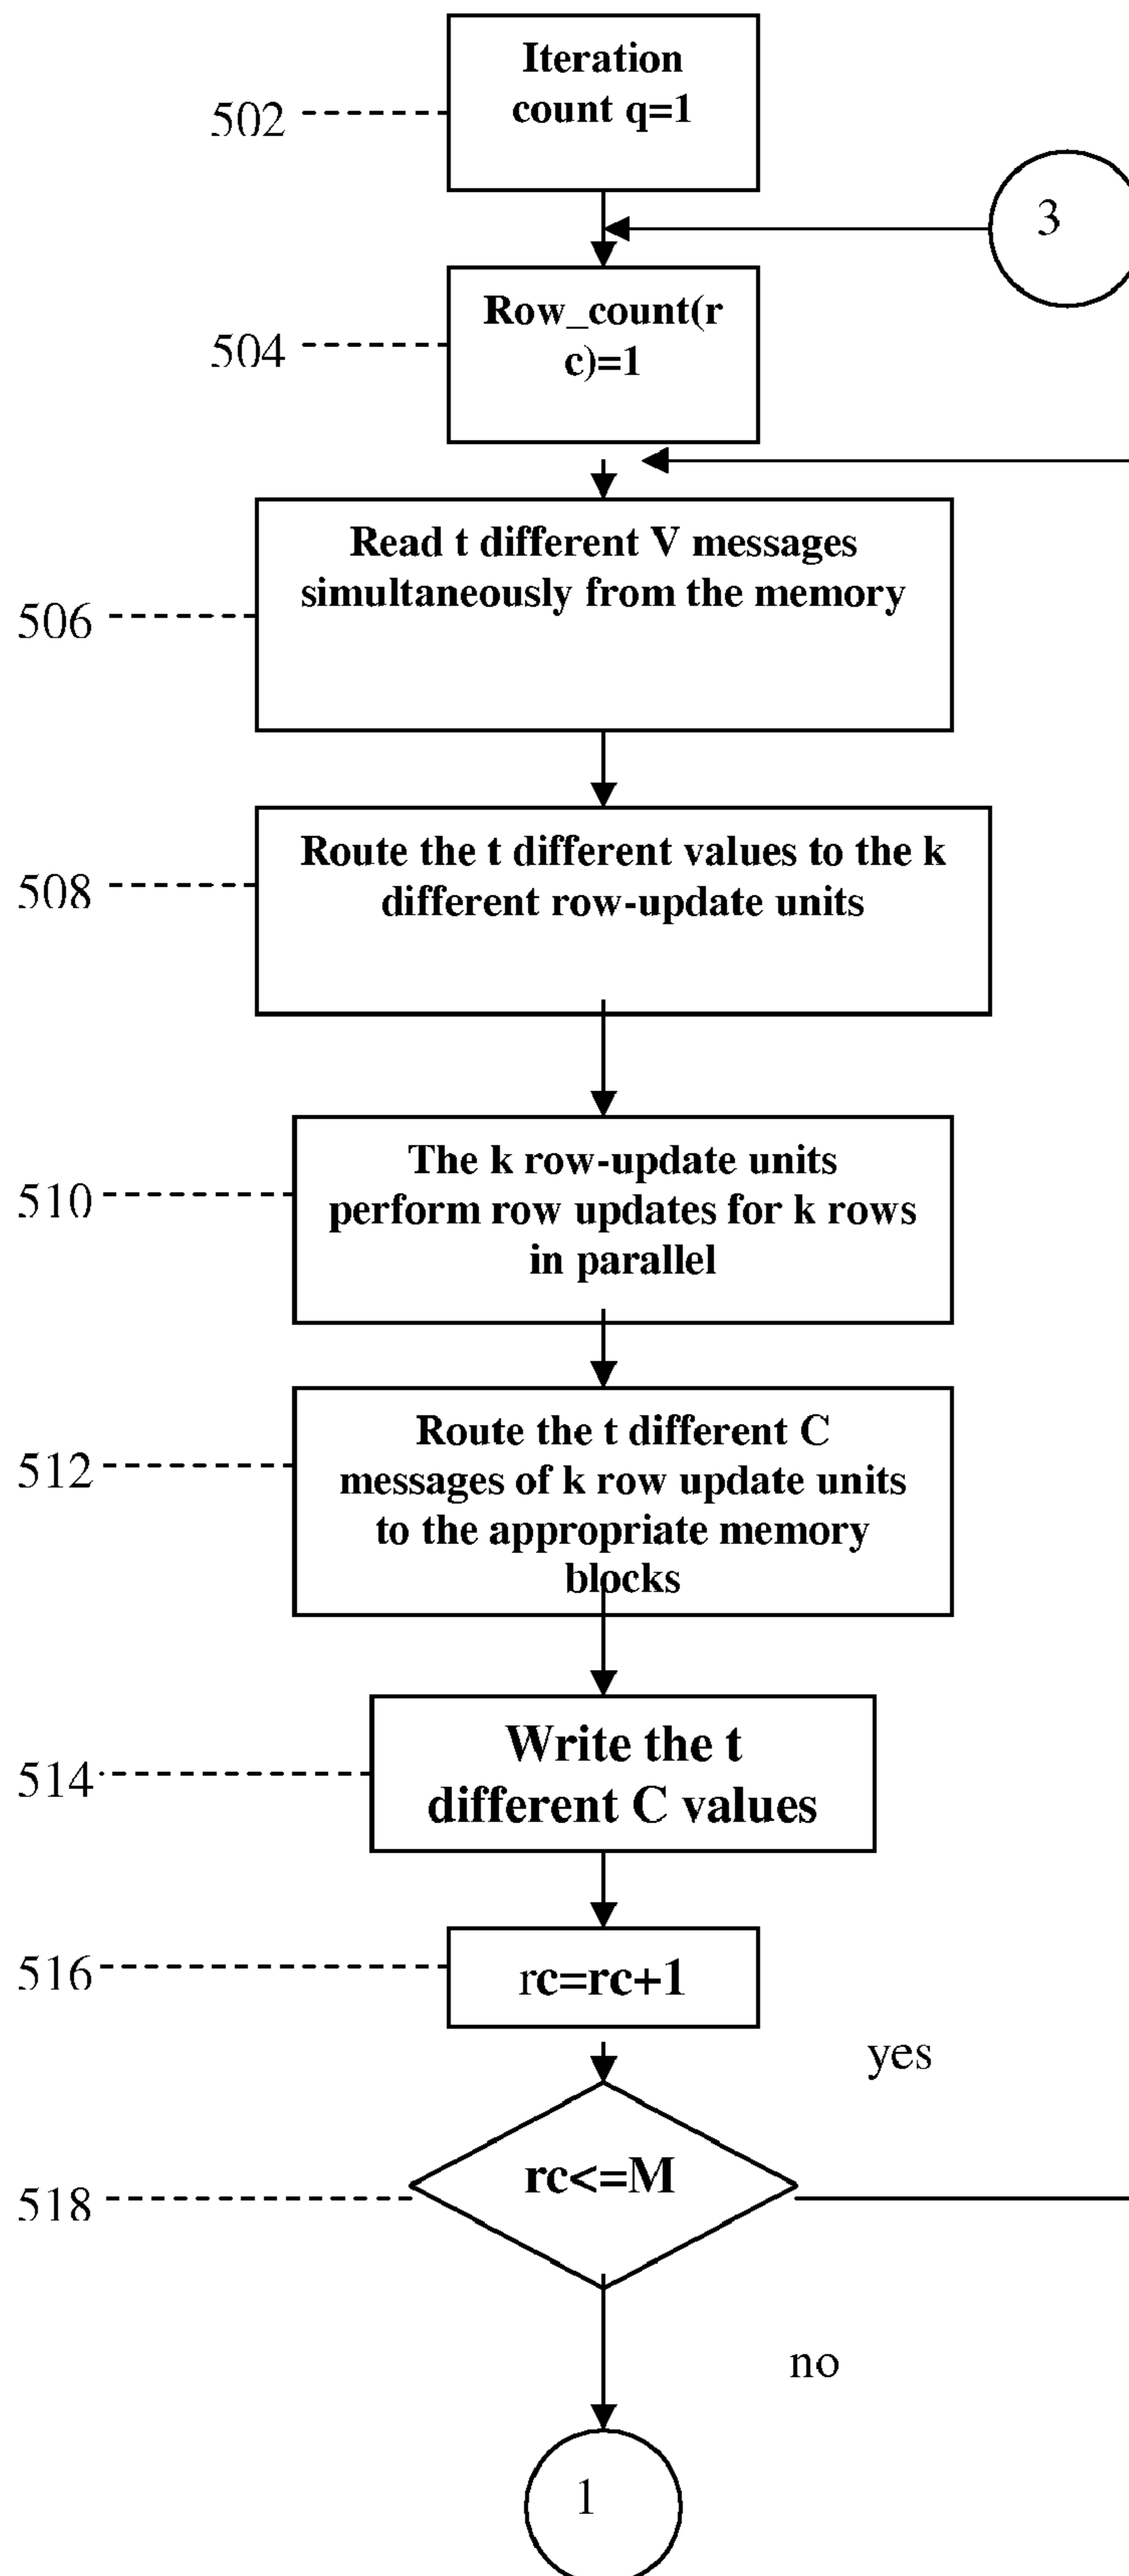 Iteration
count q=1
502
3
Row_count(r
c)=1
504
Read t different V messages
simultaneously from the memory
506
Route the t different values to the k
different row-update units
508
The k row-update units
perform row updates for k rows
in parallel
510
Route the t different C
messages of k row update units
to the appropriate memory
blocks
512
Write the t
different C values
514
rc=rc+1
516
yes
rc<=M
518
no
1